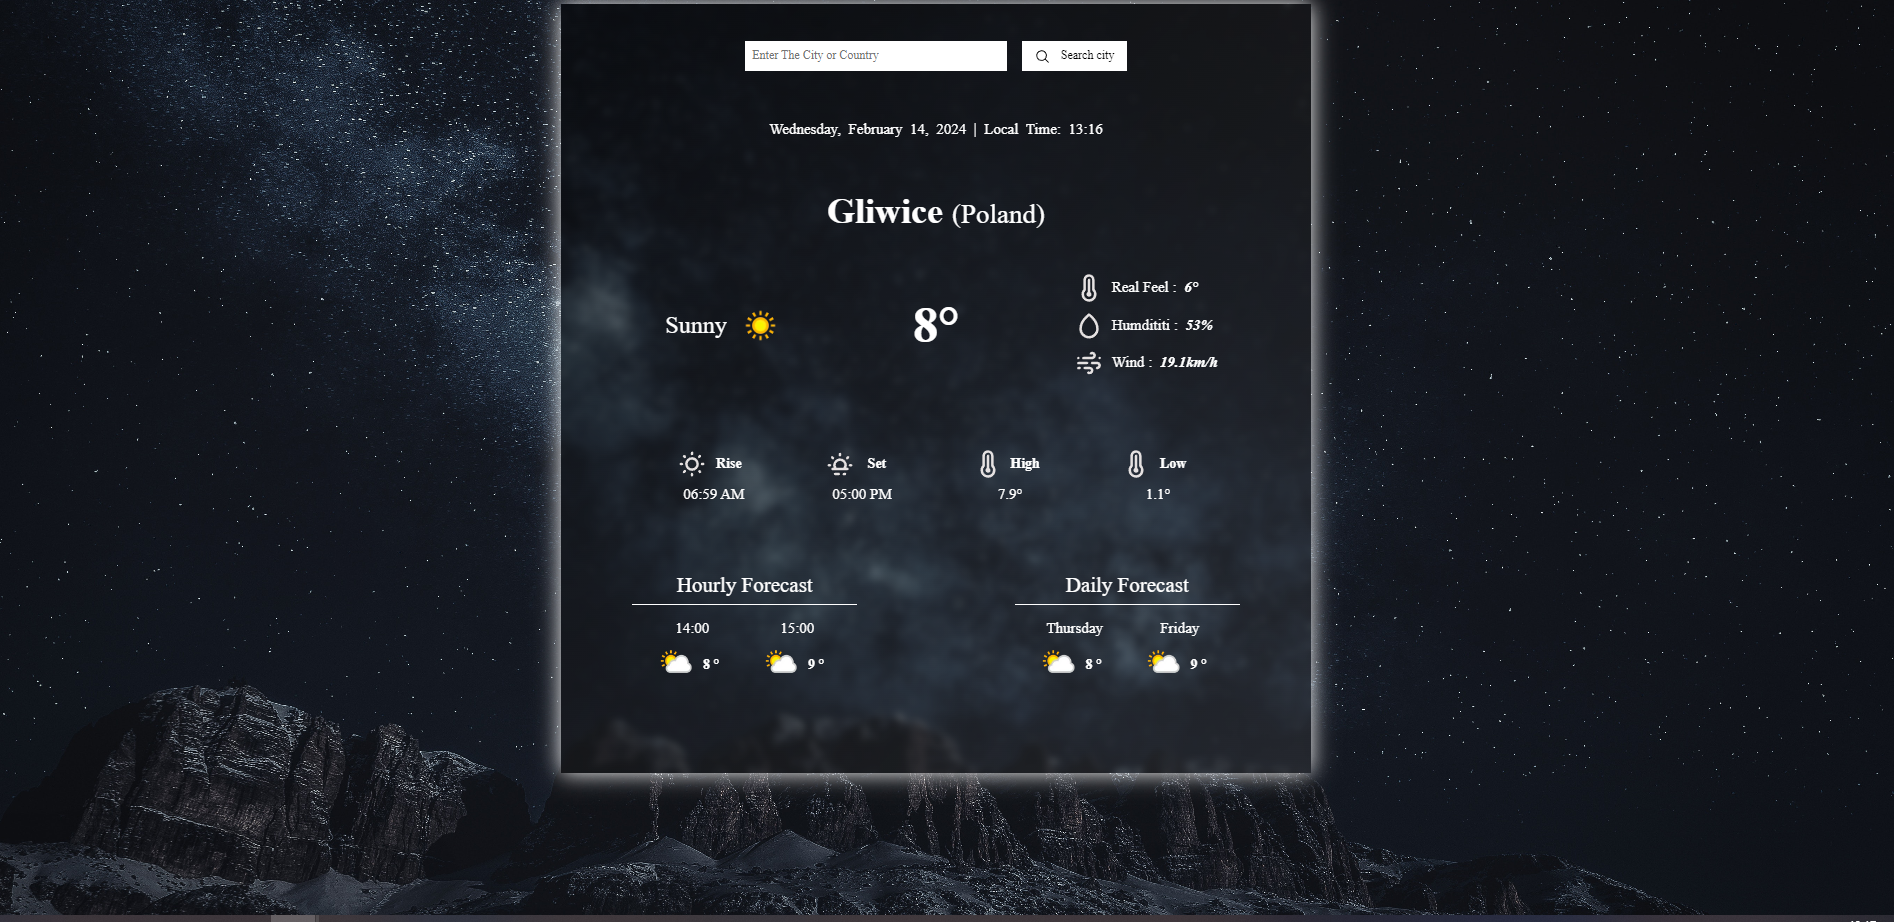 Enter The City or Country
Search city
Wednesday, February 14, 2024 | Local Time: 13:16
Gliwice (Poland)
Sunny
8°
Real Feel : 6°
Humdititi : 53%
Wind : 19.1km/h
Rise
Set
High
Low
06:59 AM
05:00 PM
7.9°
1.1°
Hourly Forecast
Daily Forecast
14:00
15:00
Thursday
Friday
8 °
9 °
8 °
9 °